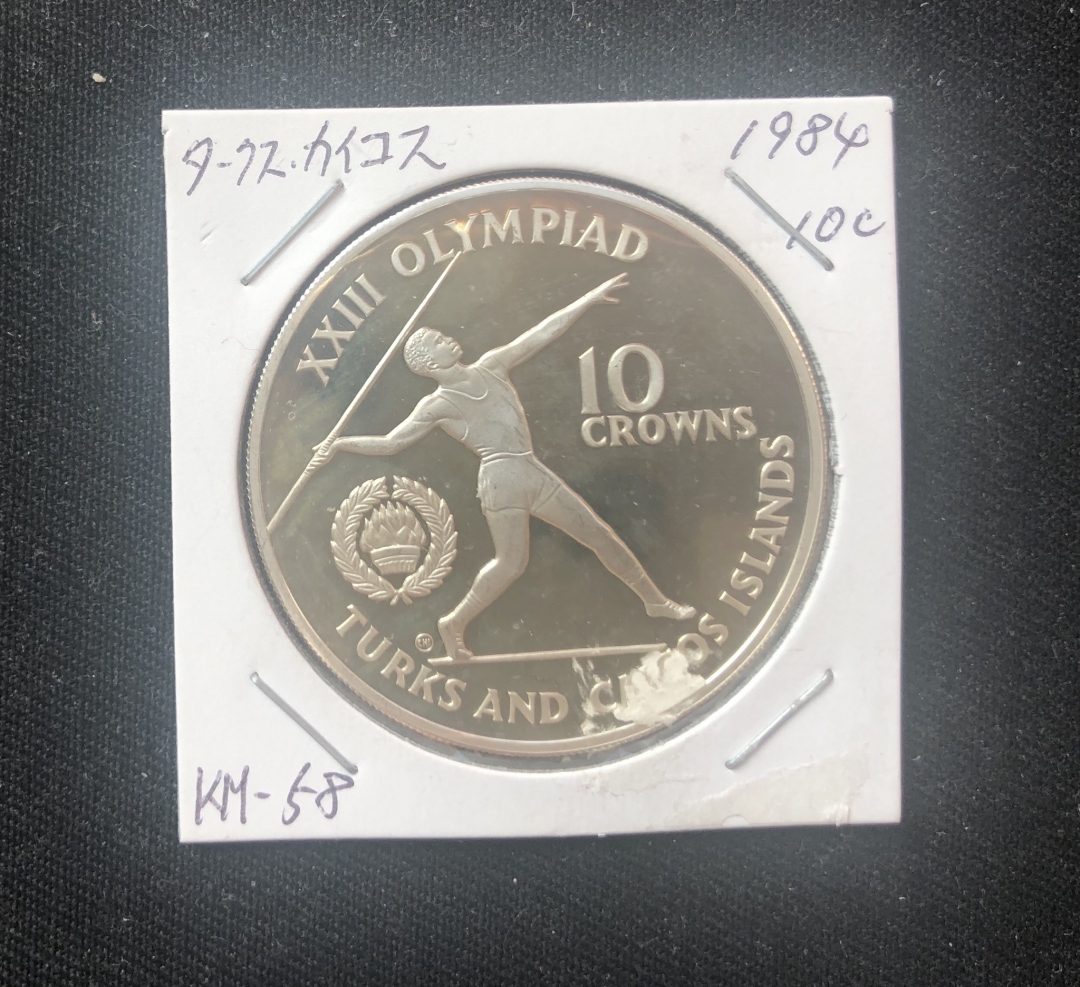 タークス・カイコス
1984
10c
XXIII OLYMPIAD
10
CROWNS
TURKS AND
ISLANDS
KM-58